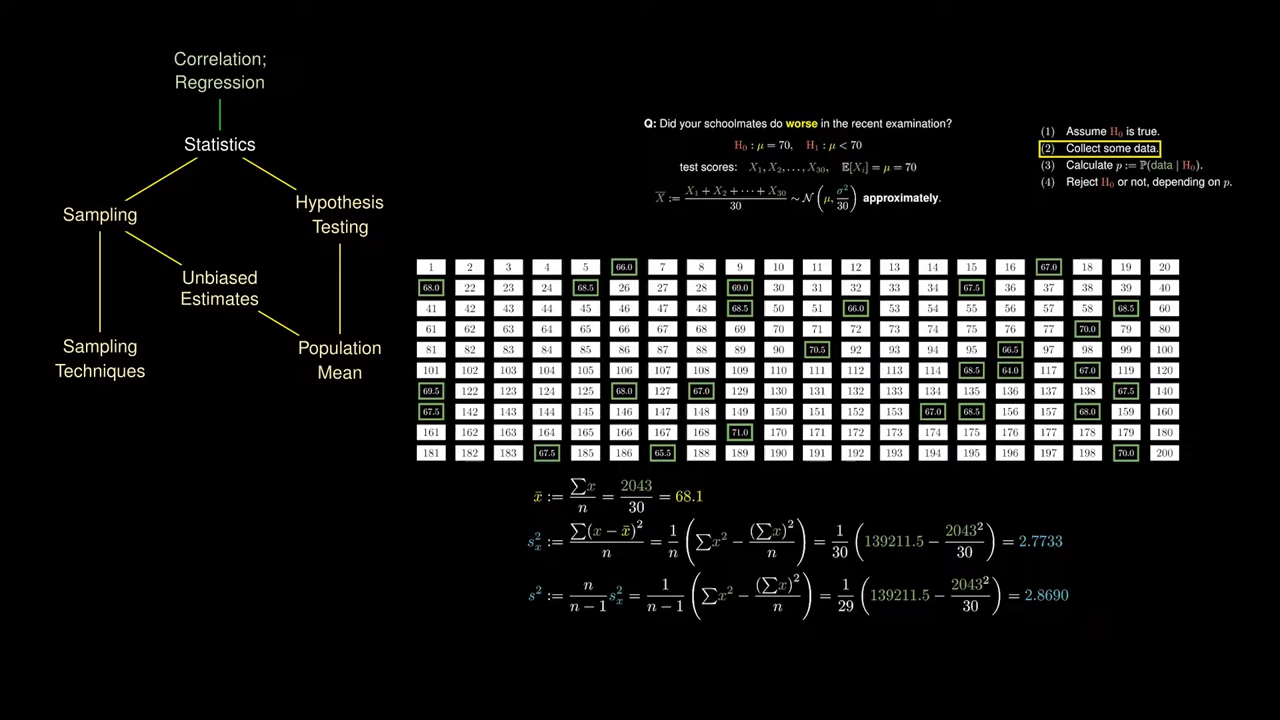 Correlation;
Regression
Statistics
Sampling
Hypothesis
Testing
Unbiased
Estimates
Sampling
Techniques
Population
Mean
Q: Did your schoolmates do worse in the recent examination?
H₀ : μ = 70, H₁ : μ < 70
test scores: X₁, X₂, . . . , X₃₀, 𝔼[Xᵢ] = μ = 70
X̅ := (X₁ + X₂ + ⋯ + X₃₀)/30 ∼ 𝒩(μ, σ²/30) approximately.
(1) Assume H₀ is true.
(2) Collect some data.
(3) Calculate p := ℙ(data | H₀).
(4) Reject H₀ or not, depending on p.
1 2 3 4 5 66.0 7 8 9 10 11 12 13 14 15 16 67.0 18 19 20
68.0 22 23 24 68.5 26 27 28 69.0 30 31 32 33 34 67.5 36 37 38 39 40
41 42 43 44 45 46 47 48 68.5 50 51 66.0 53 54 55 56 57 58 68.5 60
61 62 63 64 65 66 67 68 69 70 71 72 73 74 75 76 77 70.0 79 80
81 82 83 84 85 86 87 88 89 90 70.5 92 93 94 95 66.5 97 98 99 100
101 102 103 104 105 106 107 108 109 110 111 112 113 114 68.5 64.0 117 67.0 119 120
69.5 122 123 124 125 68.0 127 67.0 129 130 131 132 133 134 135 136 137 138 67.5 140
67.5 142 143 144 145 146 147 148 149 150 151 152 153 67.0 68.5 156 157 68.0 159 160
161 162 163 164 165 166 167 168 71.0 170 171 172 173 174 175 176 177 178 179 180
181 182 183 67.5 185 186 65.5 188 189 190 191 192 193 194 195 196 197 198 70.0 200
x̄ := ∑x/n = 2043/30 = 68.1
sₓ² := ∑(x − x̄)²/n = 1/n (∑x² − (∑x)²/n) = 1/30 (139211.5 − 2043²/30) = 2.7733
s² := n/(n−1) sₓ² = 1/(n−1) (∑x² − (∑x)²/n) = 1/29 (139211.5 − 2043²/30) = 2.8690